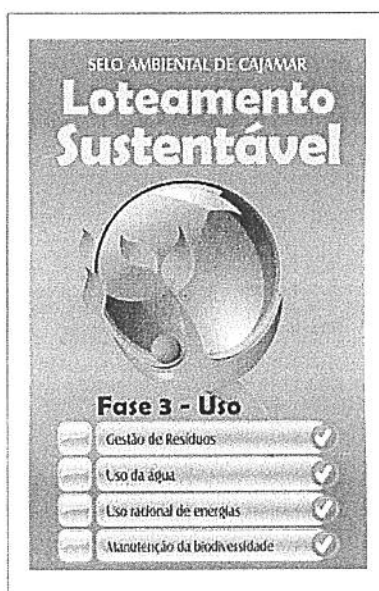 SELO AMBIENTAL DE CAJAMAR
Loteamento
Sustentável
Fase 3 - Uso
Gestão de Resíduos
Uso da água
Uso racional de energias
Manutenção da biodiversidade